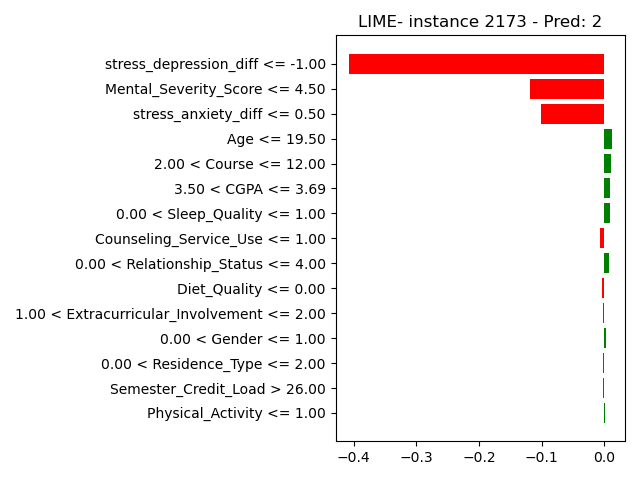 LIME- instance 2173 - Pred: 2
stress_depression_diff <= -1.00
Mental_Severity_Score <= 4.50
stress_anxiety_diff <= 0.50
Age <= 19.50
2.00 < Course <= 12.00
3.50 < CGPA <= 3.69
0.00 < Sleep_Quality <= 1.00
Counseling_Service_Use <= 1.00
0.00 < Relationship_Status <= 4.00
Diet_Quality <= 0.00
1.00 < Extracurricular_Involvement <= 2.00
0.00 < Gender <= 1.00
0.00 < Residence_Type <= 2.00
Semester_Credit_Load > 26.00
Physical_Activity <= 1.00
−0.4 −0.3 −0.2 −0.1 0.0